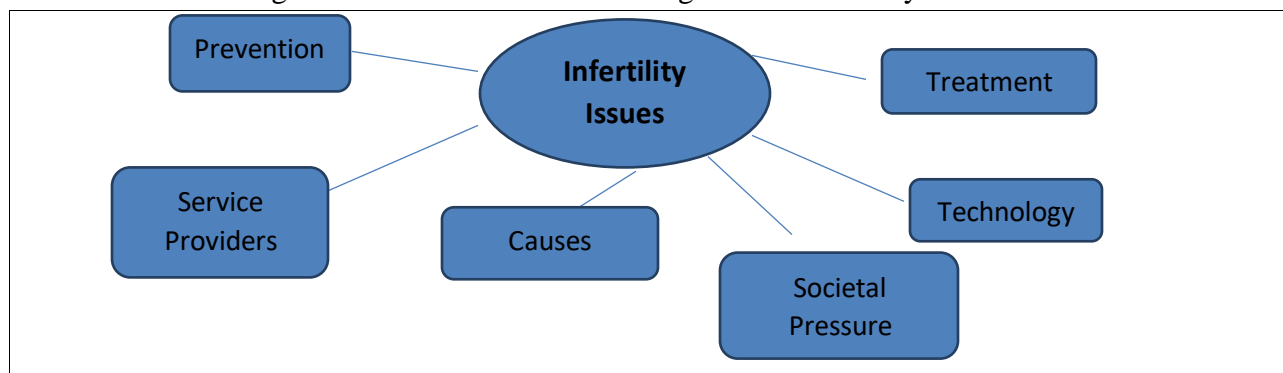 Prevention
Infertility
Issues
Treatment
Service
Providers
Causes
Technology
Societal
Pressure